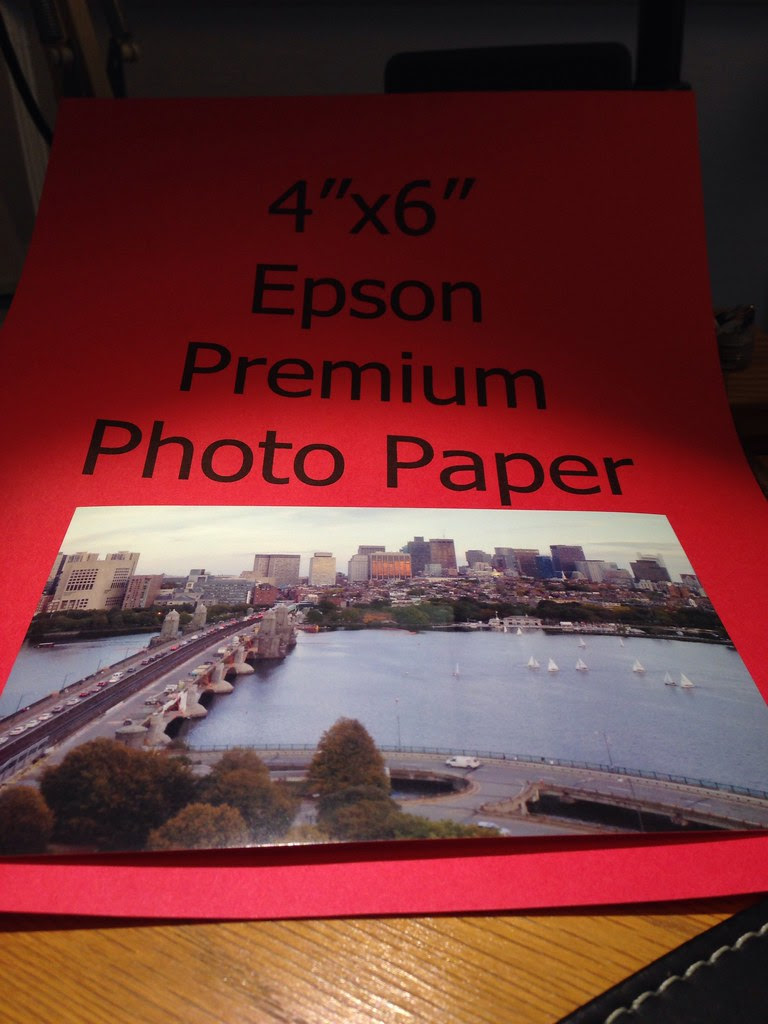 4”x6”
Epson
Premium
Photo Paper